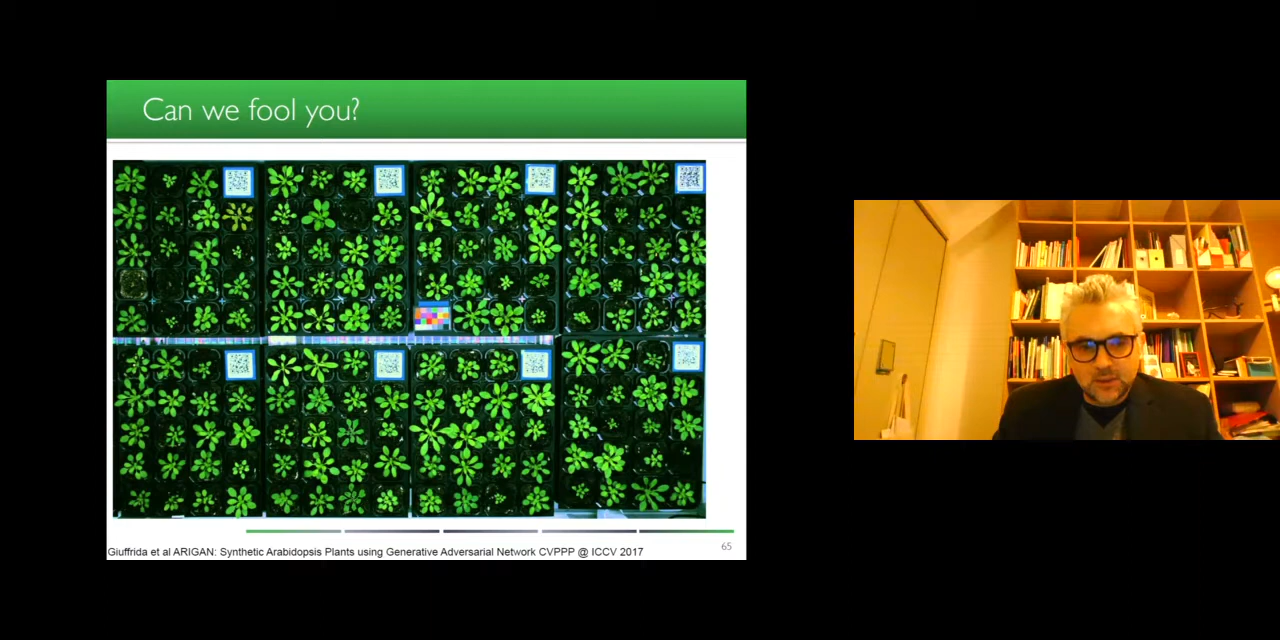 Can we fool you?
Giuffrida et al ARIGAN: Synthetic Arabidopsis Plants using Generative Adversarial Network CVPPP @ ICCV 2017
65